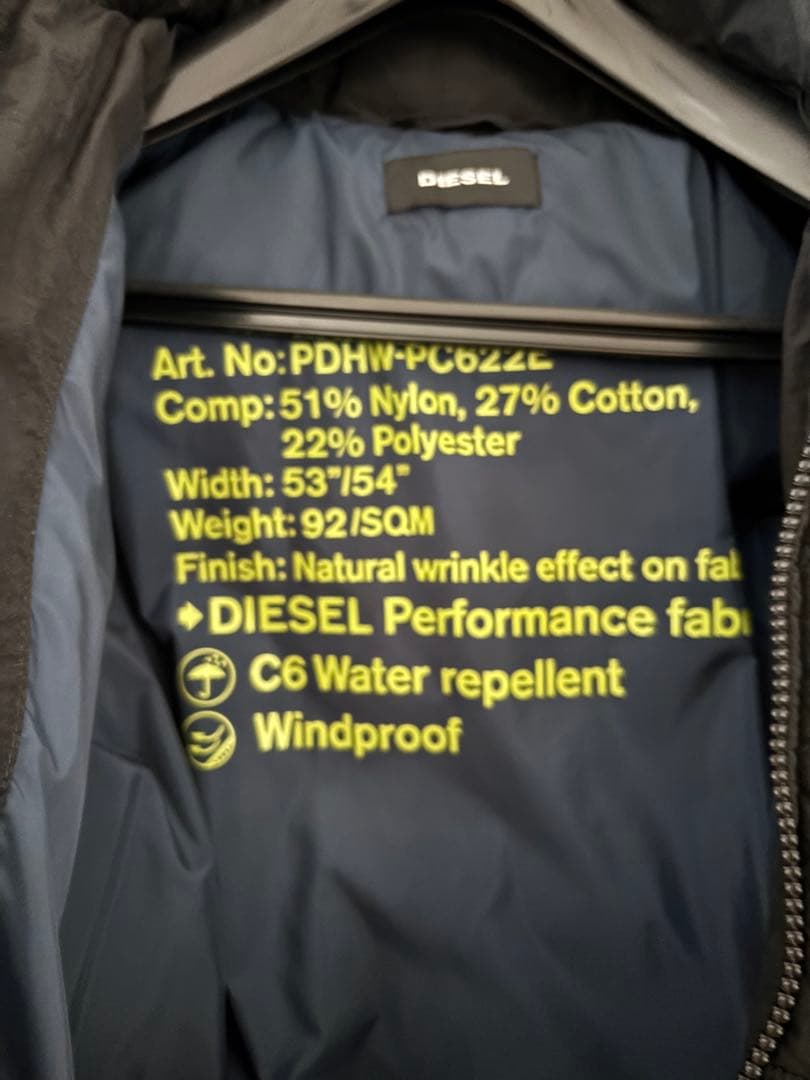 DIESEL
Art. No: PDHW-PC622E
Comp: 51% Nylon, 27% Cotton,
22% Polyester
Width: 53"/54"
Weight: 92/SQM
Finish: Natural wrinkle effect on fab
DIESEL Performance fab
C6 Water repellent
Windproof